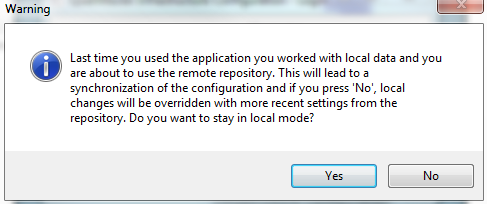 Warning
Last time you used the application you worked with local data and you
are about to use the remote repository. This will lead to a
synchronization of the configuration and if you press 'No', local
changes will be overridden with more recent settings from the
repository. Do you want to stay in local mode?
Yes
No